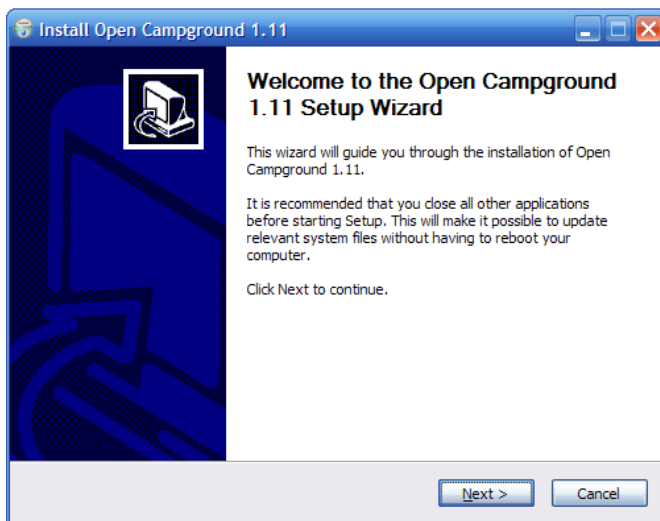 Install Open Campground 1.11
Welcome to the Open Campground
1.11 Setup Wizard
This wizard will guide you through the installation of Open
Campground 1.11.
It is recommended that you close all other applications
before starting Setup. This will make it possible to update
relevant system files without having to reboot your
computer.
Click Next to continue.
Next > Cancel